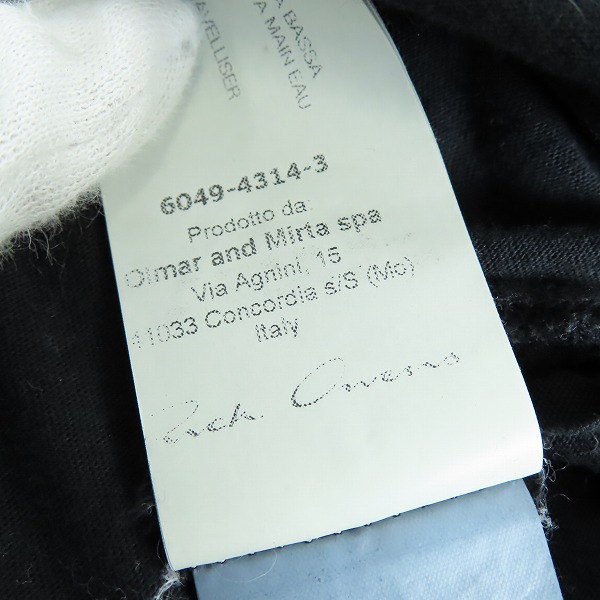 BASSA
A MAIN EAU
6049-4314-3
Prodotto da:
Olmar and Mirta spa
Via Agnini, 15
41033 Concordia s/S (Mo)
Italy
Rick Owens